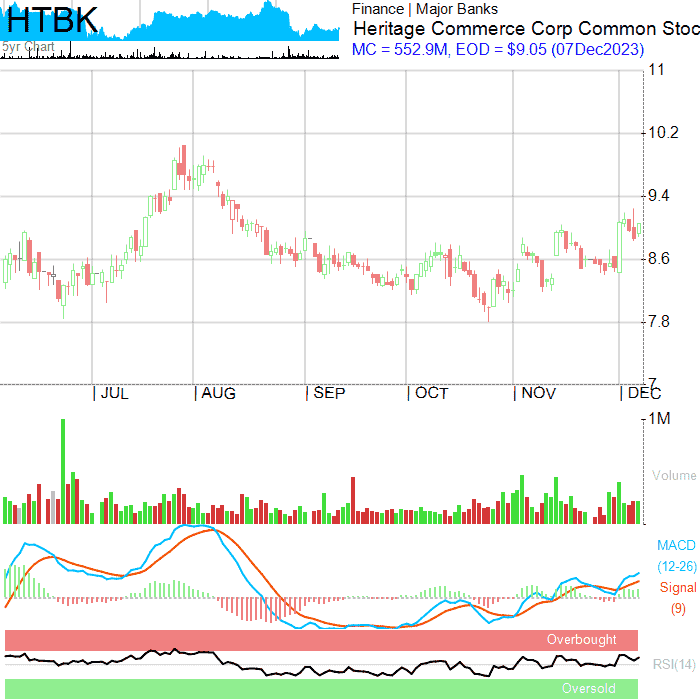 HTBK
5yr Chart
Finance | Major Banks
Heritage Commerce Corp Common Stoc
MC = 552.9M, EOD = $9.05 (07Dec2023)
11
10.2
9.4
8.6
7.8
7
JUL
AUG
SEP
OCT
NOV
DEC
1M
Volume
MACD
(12-26)
Signal
(9)
Overbought
RSI(14)
Oversold